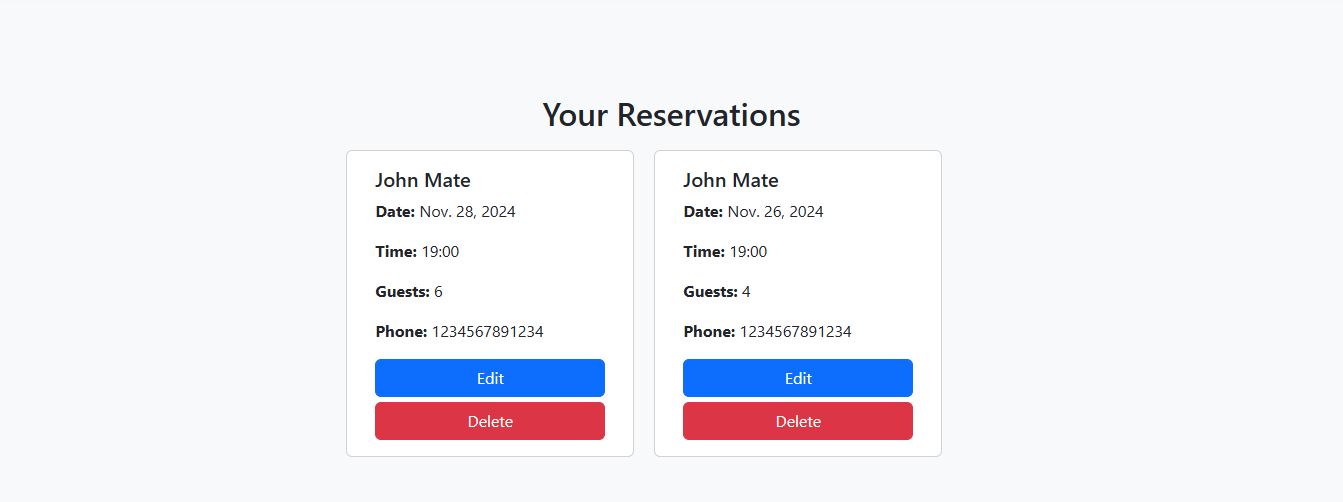 Your Reservations
John Mate
Date: Nov. 28, 2024
Time: 19:00
Guests: 6
Phone: 1234567891234
Edit
Delete
John Mate
Date: Nov. 26, 2024
Time: 19:00
Guests: 4
Phone: 1234567891234
Edit
Delete